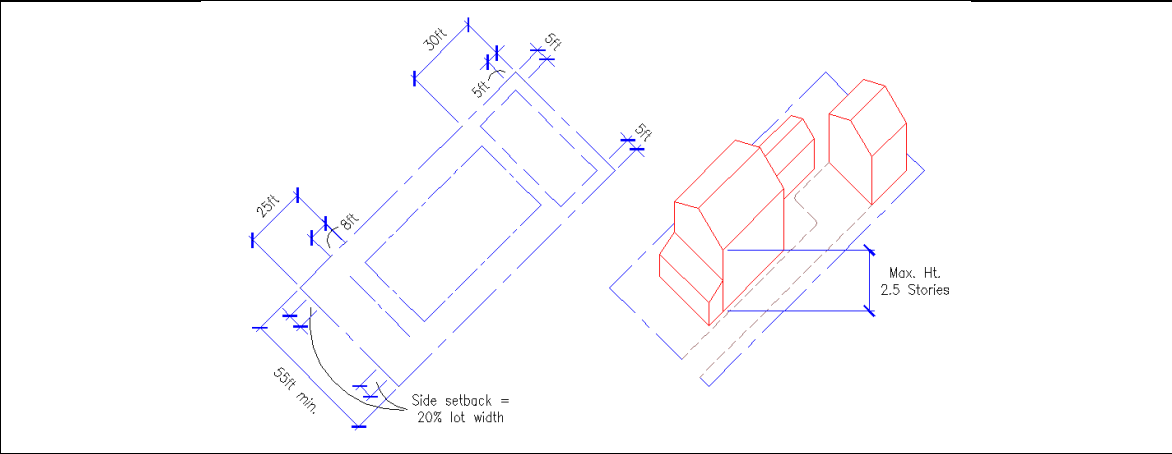 30ft
5ft
5ft
5ft
25ft
8ft
55ft min.
Side setback =
20% lot width
Max. Ht.
2.5 Stories